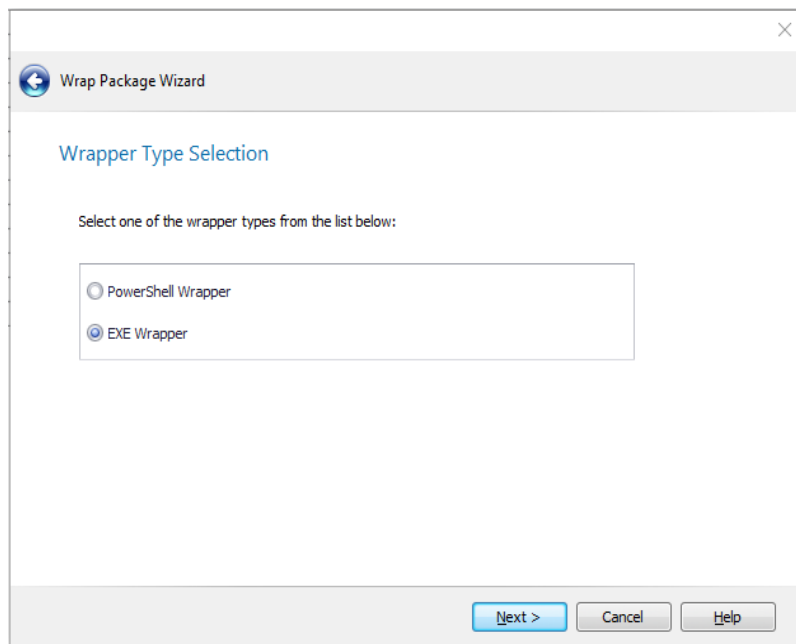 Wrap Package Wizard
Wrapper Type Selection
Select one of the wrapper types from the list below:
PowerShell Wrapper
EXE Wrapper
Next > Cancel Help